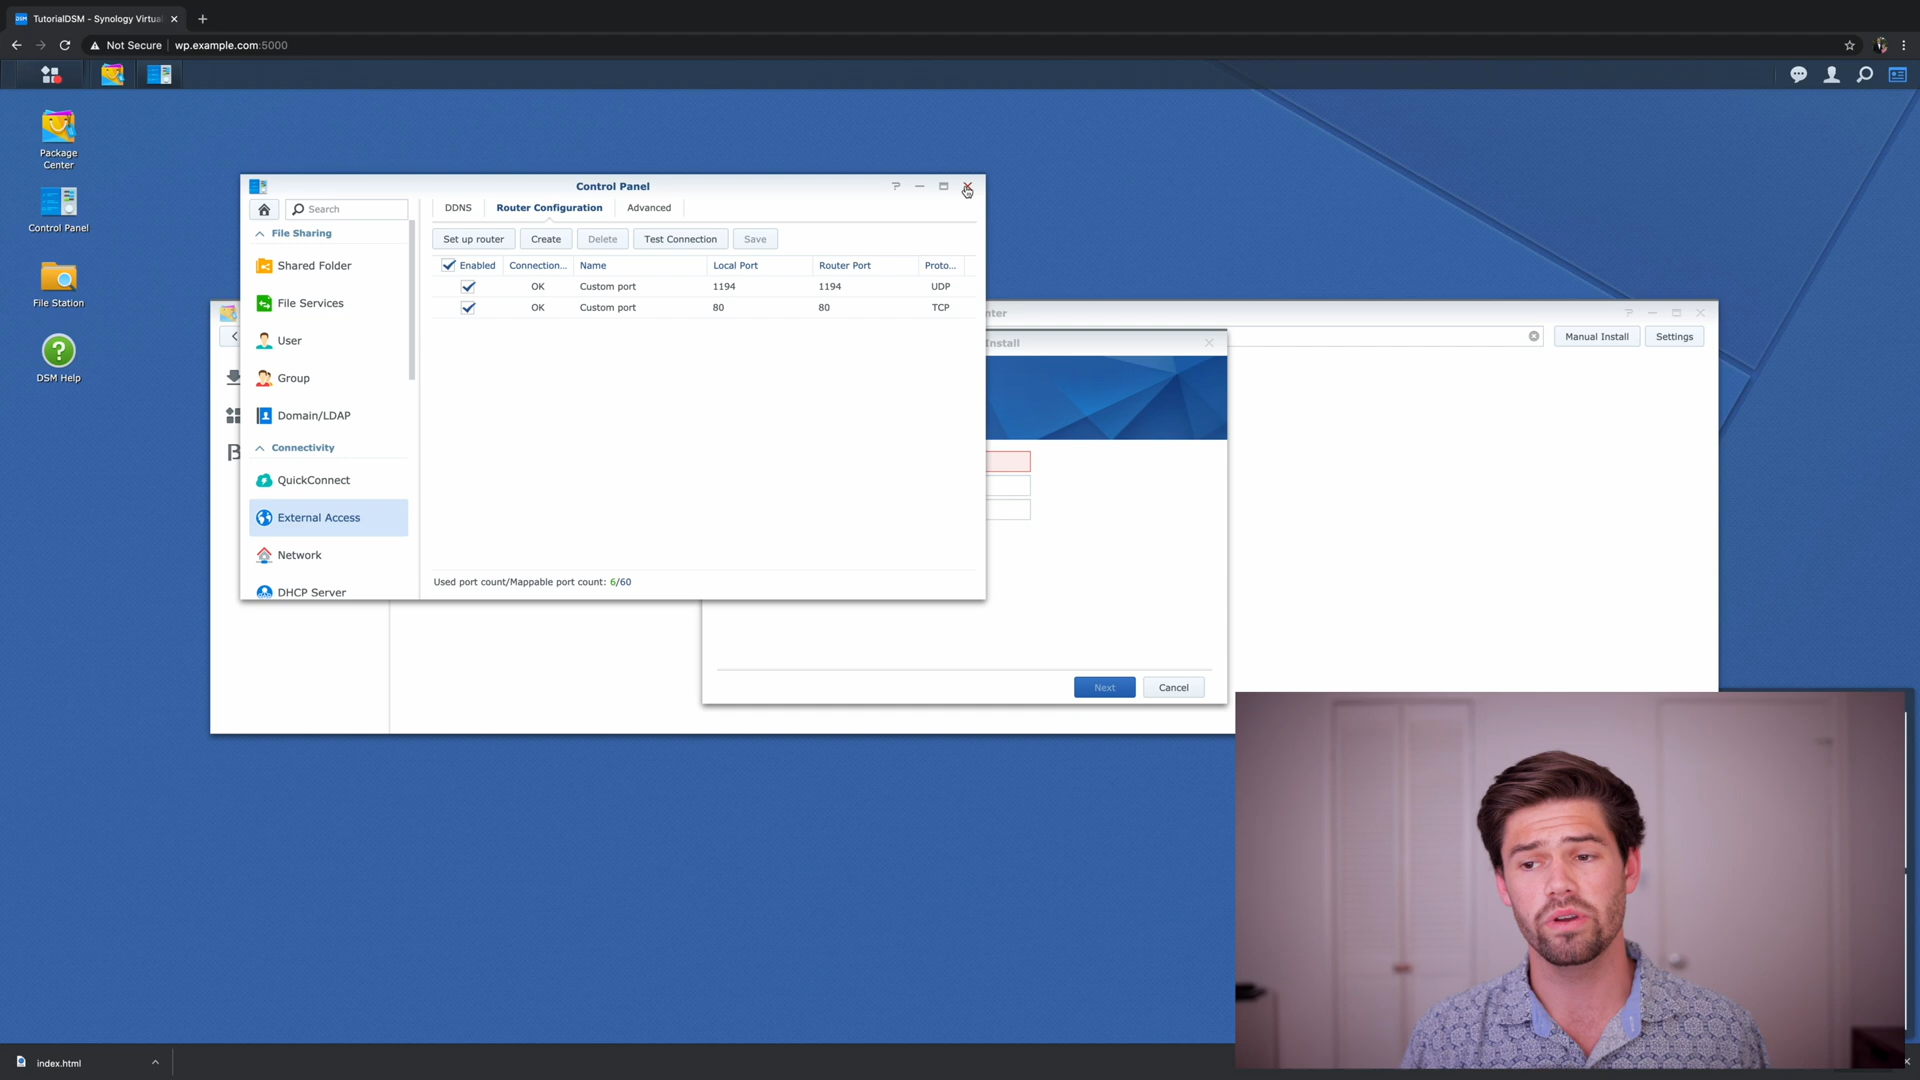 TutorialDSM - Synology Virtual
Not Secure
wp.example.com:5000
Package
Center
Control Panel
File Station
DSM Help
Control Panel
Search
File Sharing
Shared Folder
File Services
User
Group
Domain/LDAP
Connectivity
QuickConnect
External Access
Network
DHCP Server
DDNS
Router Configuration
Advanced
Set up router
Create
Delete
Test Connection
Save
Enabled
Connection...
Name
Local Port
Router Port
Proto...
OK
Custom port
1194
1194
UDP
OK
Custom port
80
80
TCP
Used port count/Mappable port count: 6/60
nter
Manual Install
Settings
Install
Next
Cancel
index.html